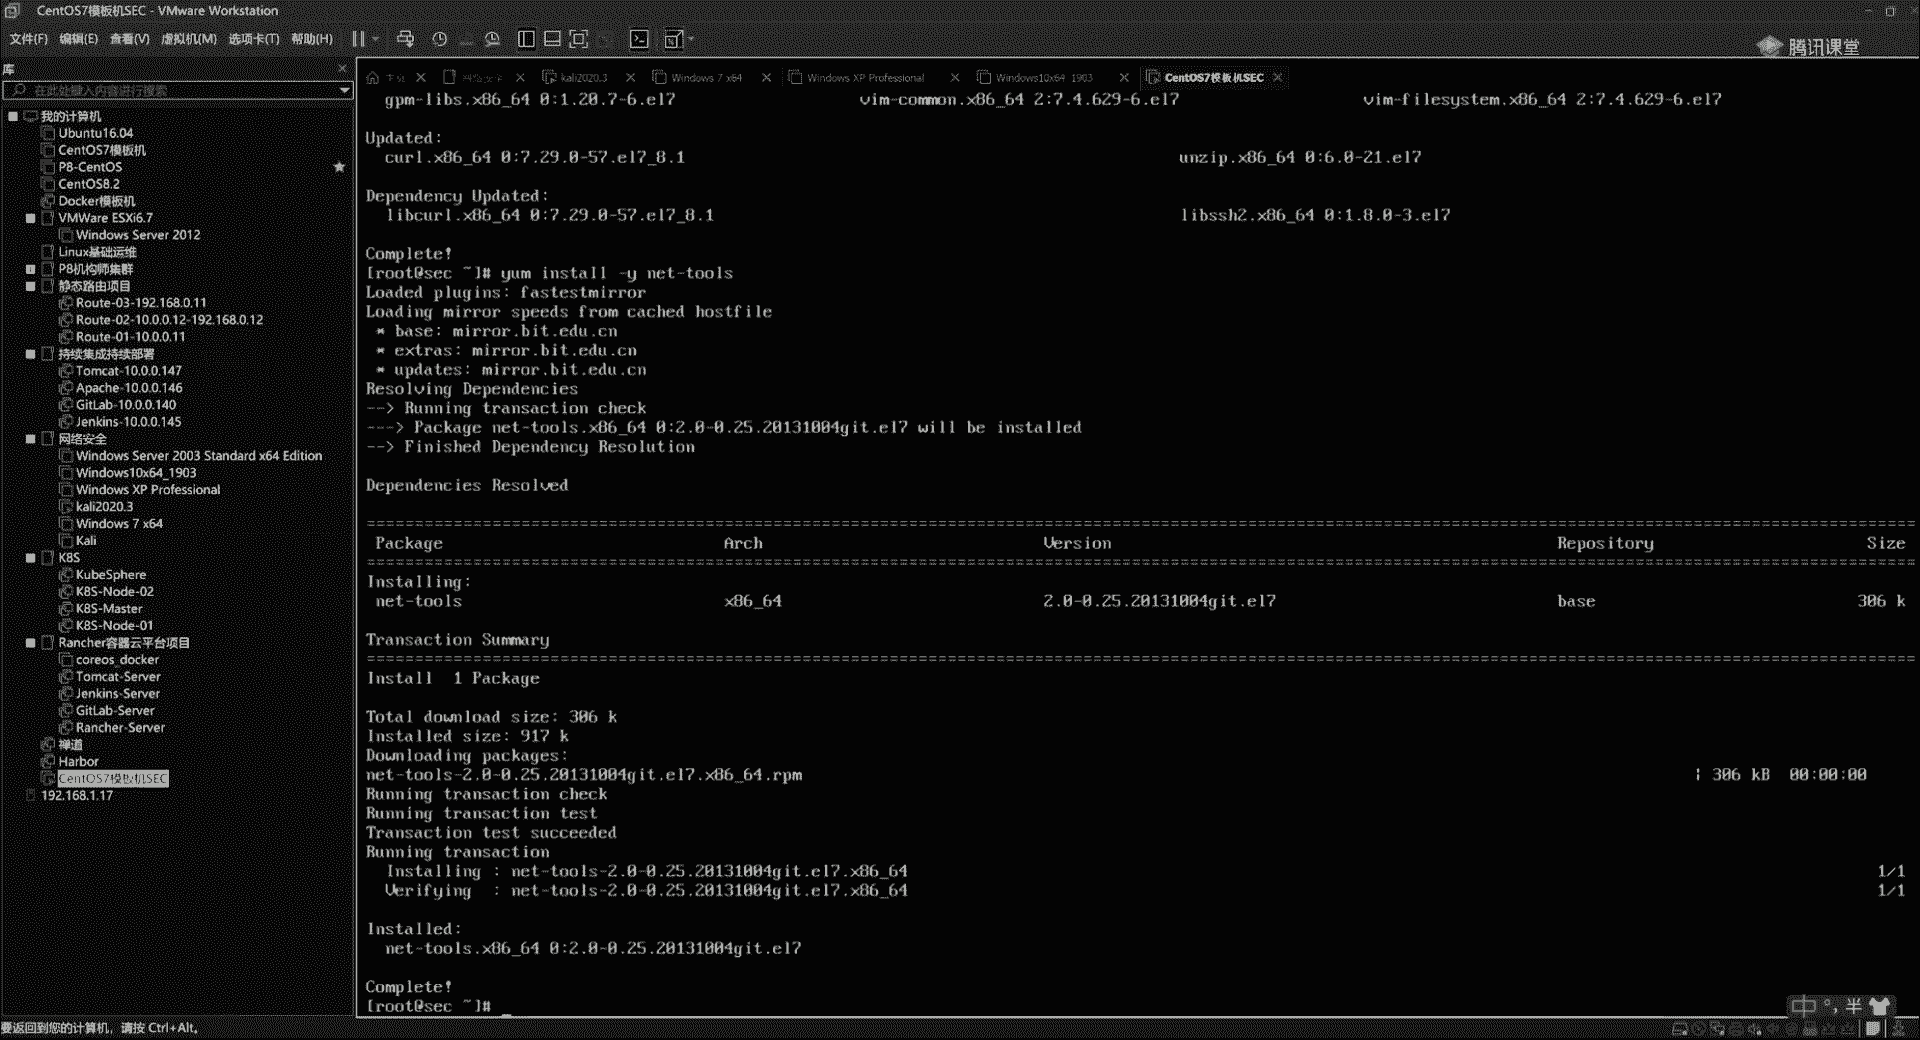 CentOS7模板机SEC - VMware Workstation
文件(F) 编辑(E) 查看(V) 虚拟机(M) 选项卡(T) 帮助(H)
腾讯课堂
库
在此处键入内容进行搜索
我的计算机
Ubuntu16.04
CentOS7模板机
P8-CentOS
CentOS8.2
Docker模板机
VMWare ESXi6.7
Windows Server 2012
Linux基础运维
P8机构师集群
静态路由项目
Route-03-192.168.0.11
Route-02-10.0.0.12-192.168.0.12
Route-01-10.0.0.11
持续集成持续部署
Tomcat-10.0.0.147
Apache-10.0.0.146
GitLab-10.0.0.140
Jenkins-10.0.0.145
网络安全
Windows Server 2003 Standard x64 Edition
Windows10x64_1903
Windows XP Professional
kali2020.3
Windows 7 x64
Kali
K8S
KubeSphere
K8S-Node-02
K8S-Master
K8S-Node-01
Rancher容器云平台项目
coreos_docker
Tomcat-Server
Jenkins-Server
GitLab-Server
Rancher-Server
禅道
Harbor
CentOS7模板机SEC
192.168.1.17
主页 网络安全 kali2020.3 Windows 7 x64 Windows XP Professional Windows10x64_1903 CentOS7模板机SEC
gpm-libs.x86_64 0:1.20.7-6.el7 vim-common.x86_64 2:7.4.629-6.el7 vim-filesystem.x86_64 2:7.4.629-6.el7
Updated:
curl.x86_64 0:7.29.0-57.el7_8.1 unzip.x86_64 0:6.0-21.el7
Dependency Updated:
libcurl.x86_64 0:7.29.0-57.el7_8.1 libssh2.x86_64 0:1.8.0-3.el7
Complete!
[root@sec ~]# yum install -y net-tools
Loaded plugins: fastestmirror
Loading mirror speeds from cached hostfile
* base: mirror.bit.edu.cn
* extras: mirror.bit.edu.cn
* updates: mirror.bit.edu.cn
Resolving Dependencies
--> Running transaction check
---> Package net-tools.x86_64 0:2.0-0.25.20131004git.el7 will be installed
--> Finished Dependency Resolution
Dependencies Resolved
Package Arch Version Repository Size
Installing:
net-tools x86_64 2.0-0.25.20131004git.el7 base 306 k
Transaction Summary
Install 1 Package
Total download size: 306 k
Installed size: 917 k
Downloading packages:
net-tools-2.0-0.25.20131004git.el7.x86_64.rpm | 306 kB 00:00:00
Running transaction check
Running transaction test
Transaction test succeeded
Running transaction
Installing : net-tools-2.0-0.25.20131004git.el7.x86_64 1/1
Verifying : net-tools-2.0-0.25.20131004git.el7.x86_64 1/1
Installed:
net-tools.x86_64 0:2.0-0.25.20131004git.el7
Complete!
[root@sec ~]# _
中 °, 半
要返回到您的计算机，请按 Ctrl+Alt。